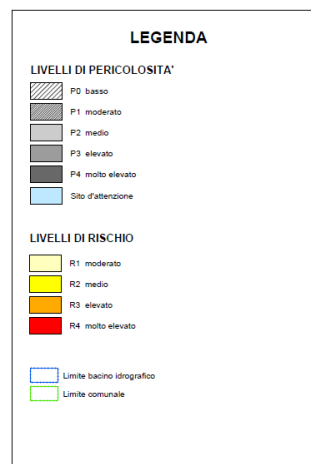 LEGENDA
LIVELLI DI PERICOLOSITA'
P0 basso
P1 moderato
P2 medio
P3 elevato
P4 molto elevato
Sito d'attenzione
LIVELLI DI RISCHIO
R1 moderato
R2 medio
R3 elevato
R4 molto elevato
Limite bacino idrografico
Limite comunale